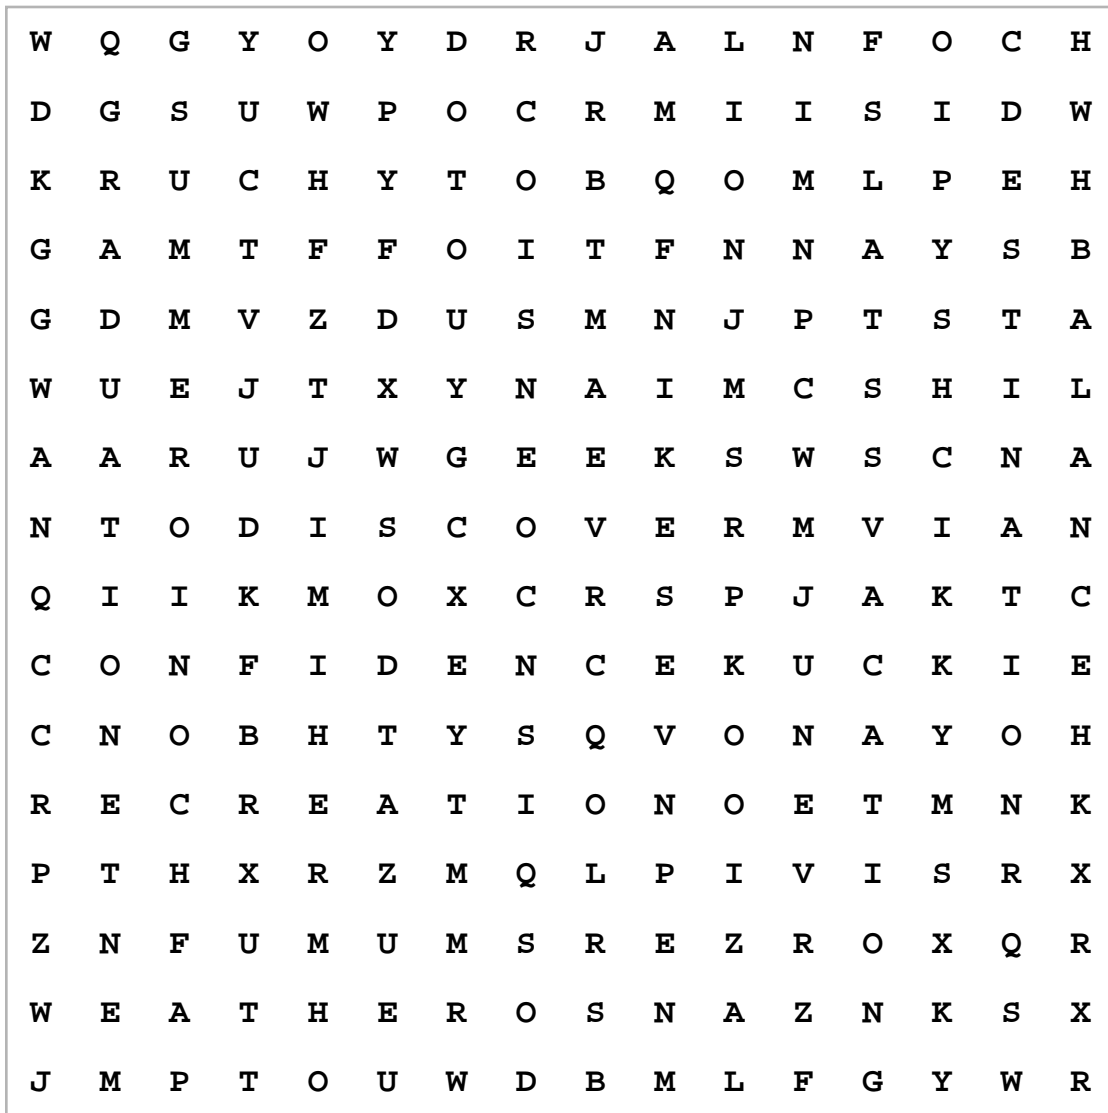 W Q G Y O Y D R J A L N F O C H
D G S U W P O C R M I I S I D W
K R U C H Y T O B Q O M L P E H
G A M T F F O I T F N N A Y S B
G D M V Z D U S M N J P T S T A
W U E J T X Y N A I M C S H I L
A A R U J W G E E K S W S C N A
N T O D I S C O V E R M V I A N
Q I I K M O X C R S P J A K T C
C O N F I D E N C E K U C K I E
C N O B H T Y S Q V O N A Y O H
R E C R E A T I O N O E T M N K
P T H X R Z M Q L P I V I S R X
Z N F U M U M S R E Z R O X Q R
W E A T H E R O S N A Z N K S X
J M P T O U W D B M L F G Y W R